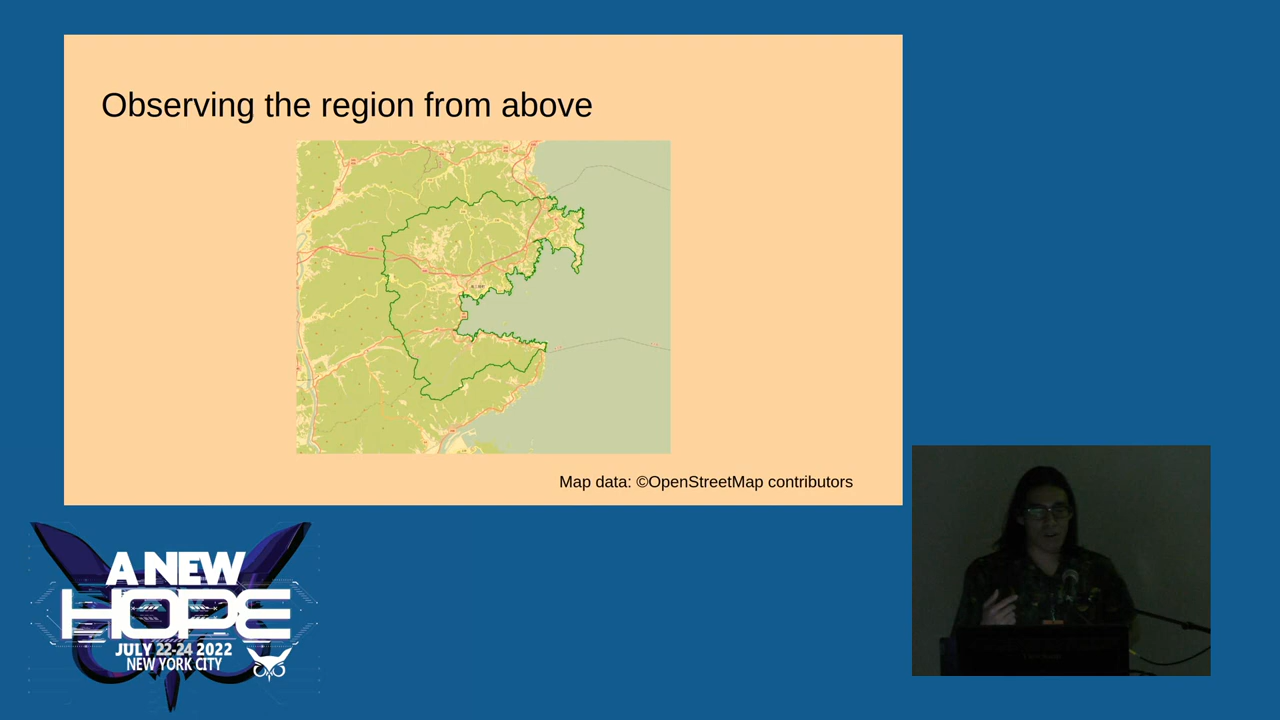 Observing the region from above
Map data: ©OpenStreetMap contributors
A NEW
HOPE
JULY 22-24 2022
NEW YORK CITY